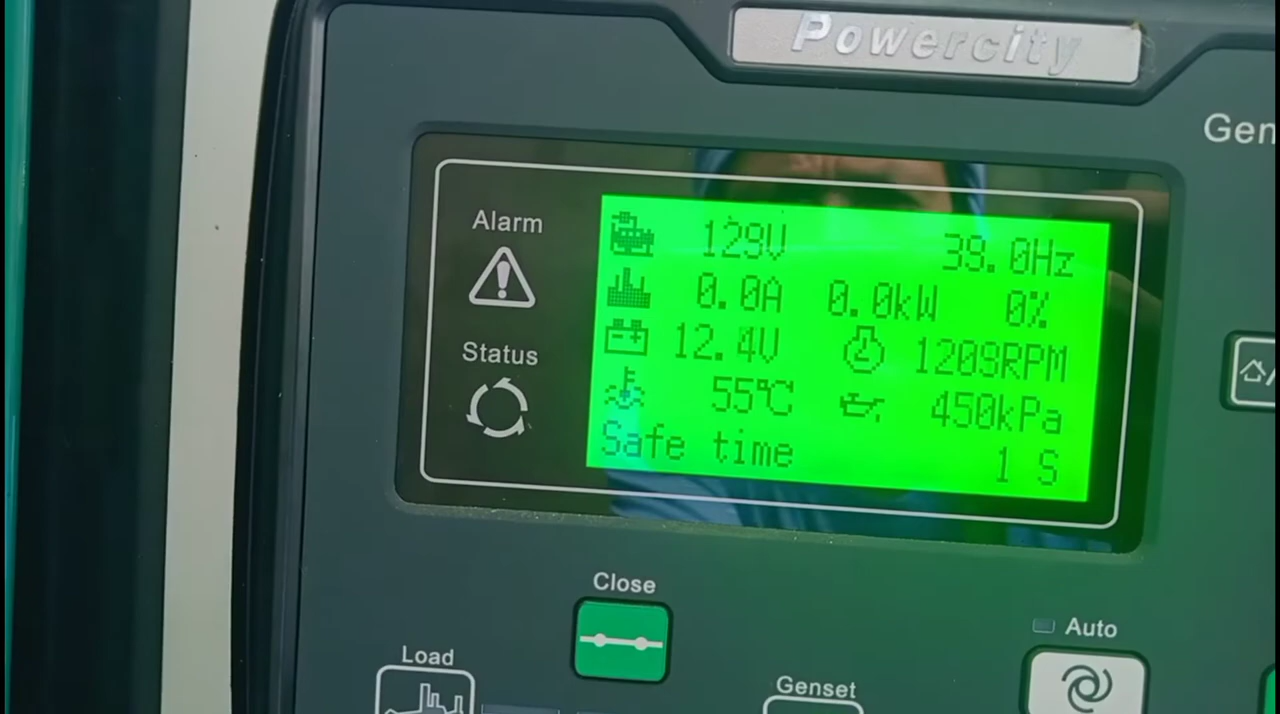 Powercity
Gen
Alarm
129V 39.0Hz
0.0A 0.0kW 0%
12.4V 1209RPM
Status
55℃ 450kPa
Safe time 1 S
Close
Auto
Load
Genset